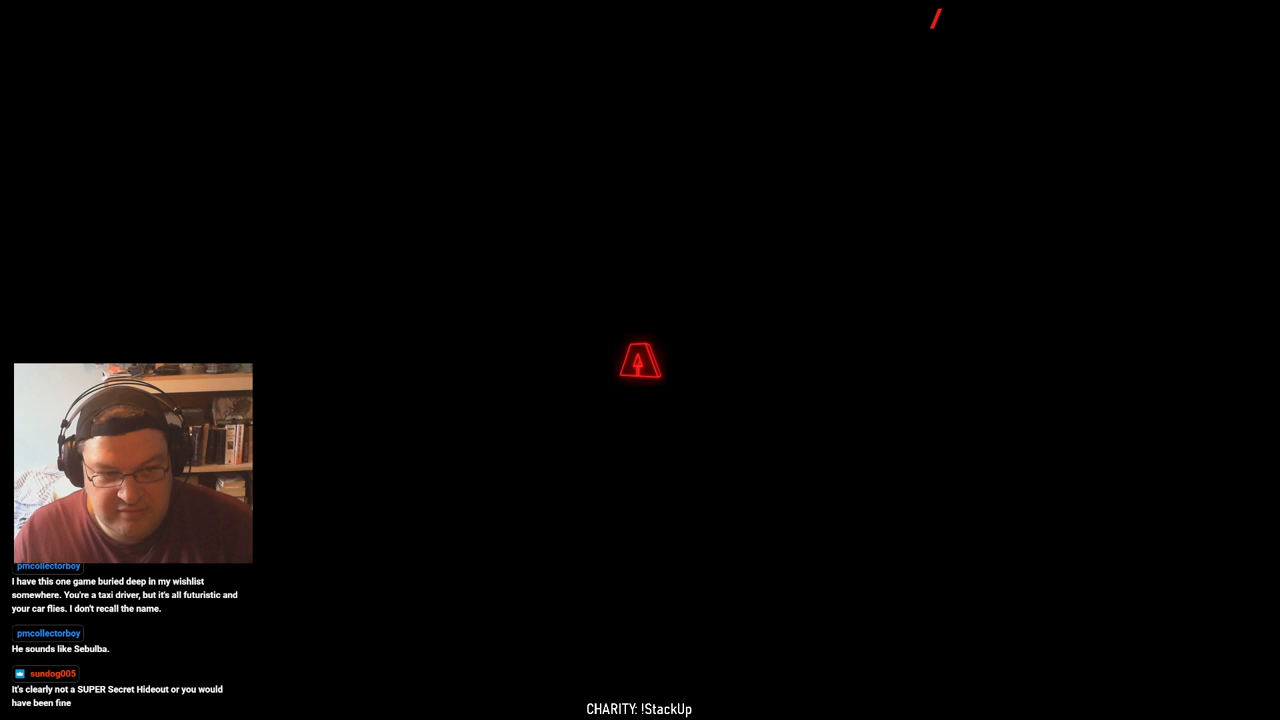 pmcollectorboy
I have this one game buried deep in my wishlist
somewhere. You're a taxi driver, but it's all futuristic and
your car flies. I don't recall the name.
pmcollectorboy
He sounds like Sebulba.
sundog005
It's clearly not a SUPER Secret Hideout or you would
have been fine
CHARITY: !StackUp